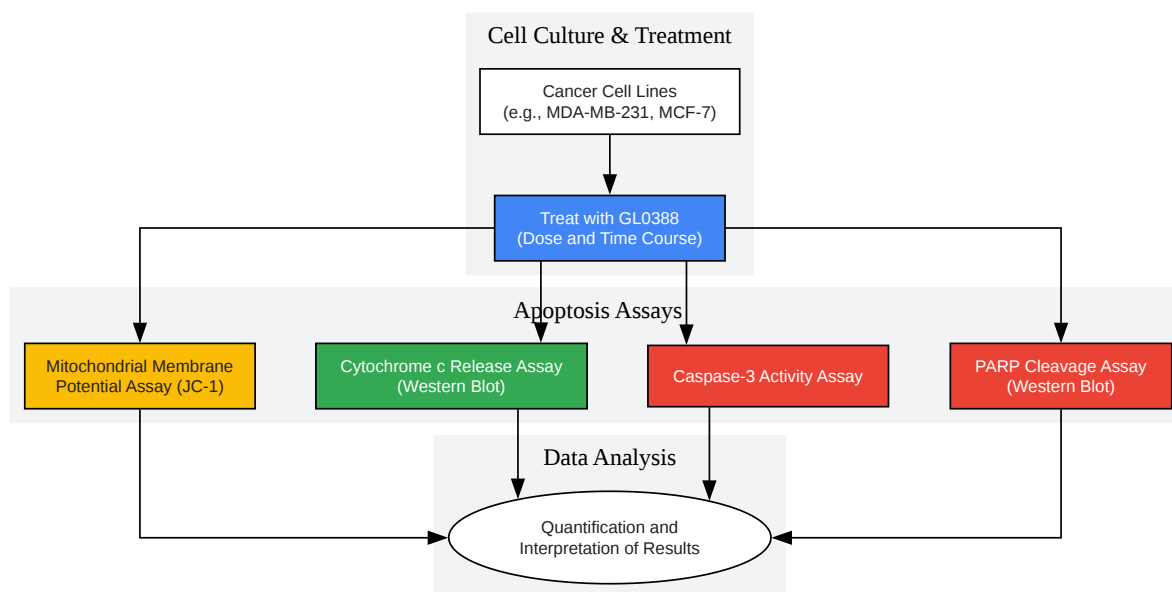 Cell Culture & Treatment
Cancer Cell Lines
(e.g., MDA-MB-231, MCF-7)
Treat with GL0388
(Dose and Time Course)
Apoptosis Assays
Mitochondrial Membrane
Potential Assay (JC-1)
Cytochrome c Release Assay
(Western Blot)
Caspase-3 Activity Assay
PARP Cleavage Assay
(Western Blot)
Data Analysis
Quantification and
Interpretation of Results